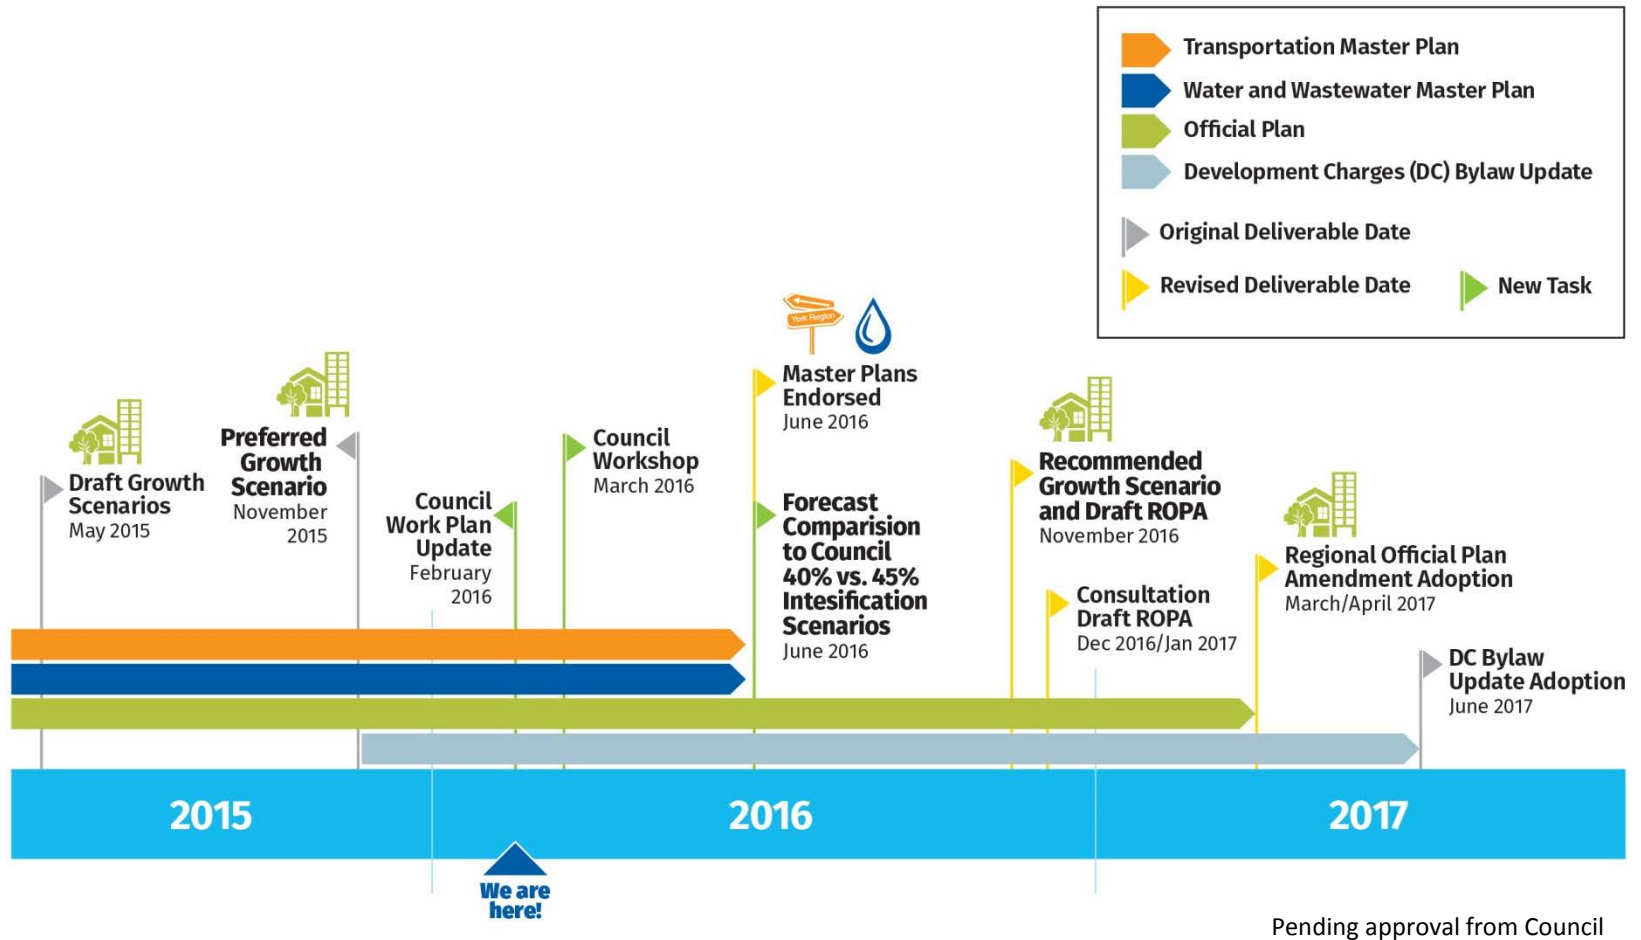 Transportation Master Plan
Water and Wastewater Master Plan
Official Plan
Development Charges (DC) Bylaw Update
Original Deliverable Date
Revised Deliverable Date
New Task
Draft Growth
Scenarios
May 2015
Preferred
Growth
Scenario
November
2015
Council
Work Plan
Update
February
2016
Council
Workshop
March 2016
York Region
Master Plans
Endorsed
June 2016
Forecast
Comparision
to Council
40% vs. 45%
Intesification
Scenarios
June 2016
Recommended
Growth Scenario
and Draft ROPA
November 2016
Consultation
Draft ROPA
Dec 2016/Jan 2017
Regional Official Plan
Amendment Adoption
March/April 2017
DC Bylaw
Update Adoption
June 2017
2015
2016
2017
We are
here!
Pending approval from Council